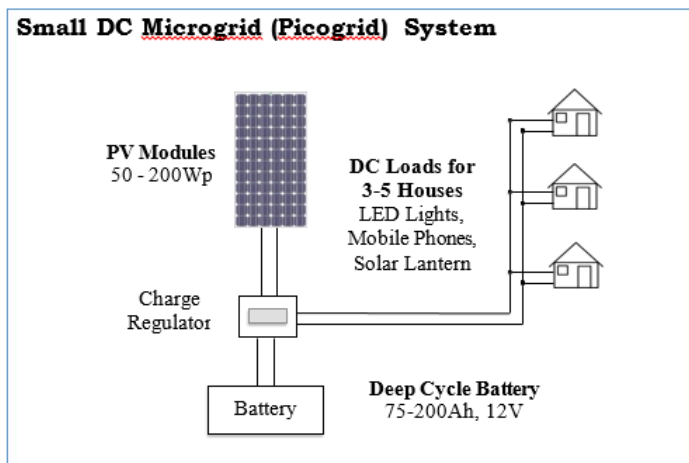 Small DC Microgrid (Picogrid) System
PV Modules
50 - 200Wp
DC Loads for
3-5 Houses
LED Lights,
Mobile Phones,
Solar Lantern
Charge
Regulator
Battery
Deep Cycle Battery
75-200Ah, 12V